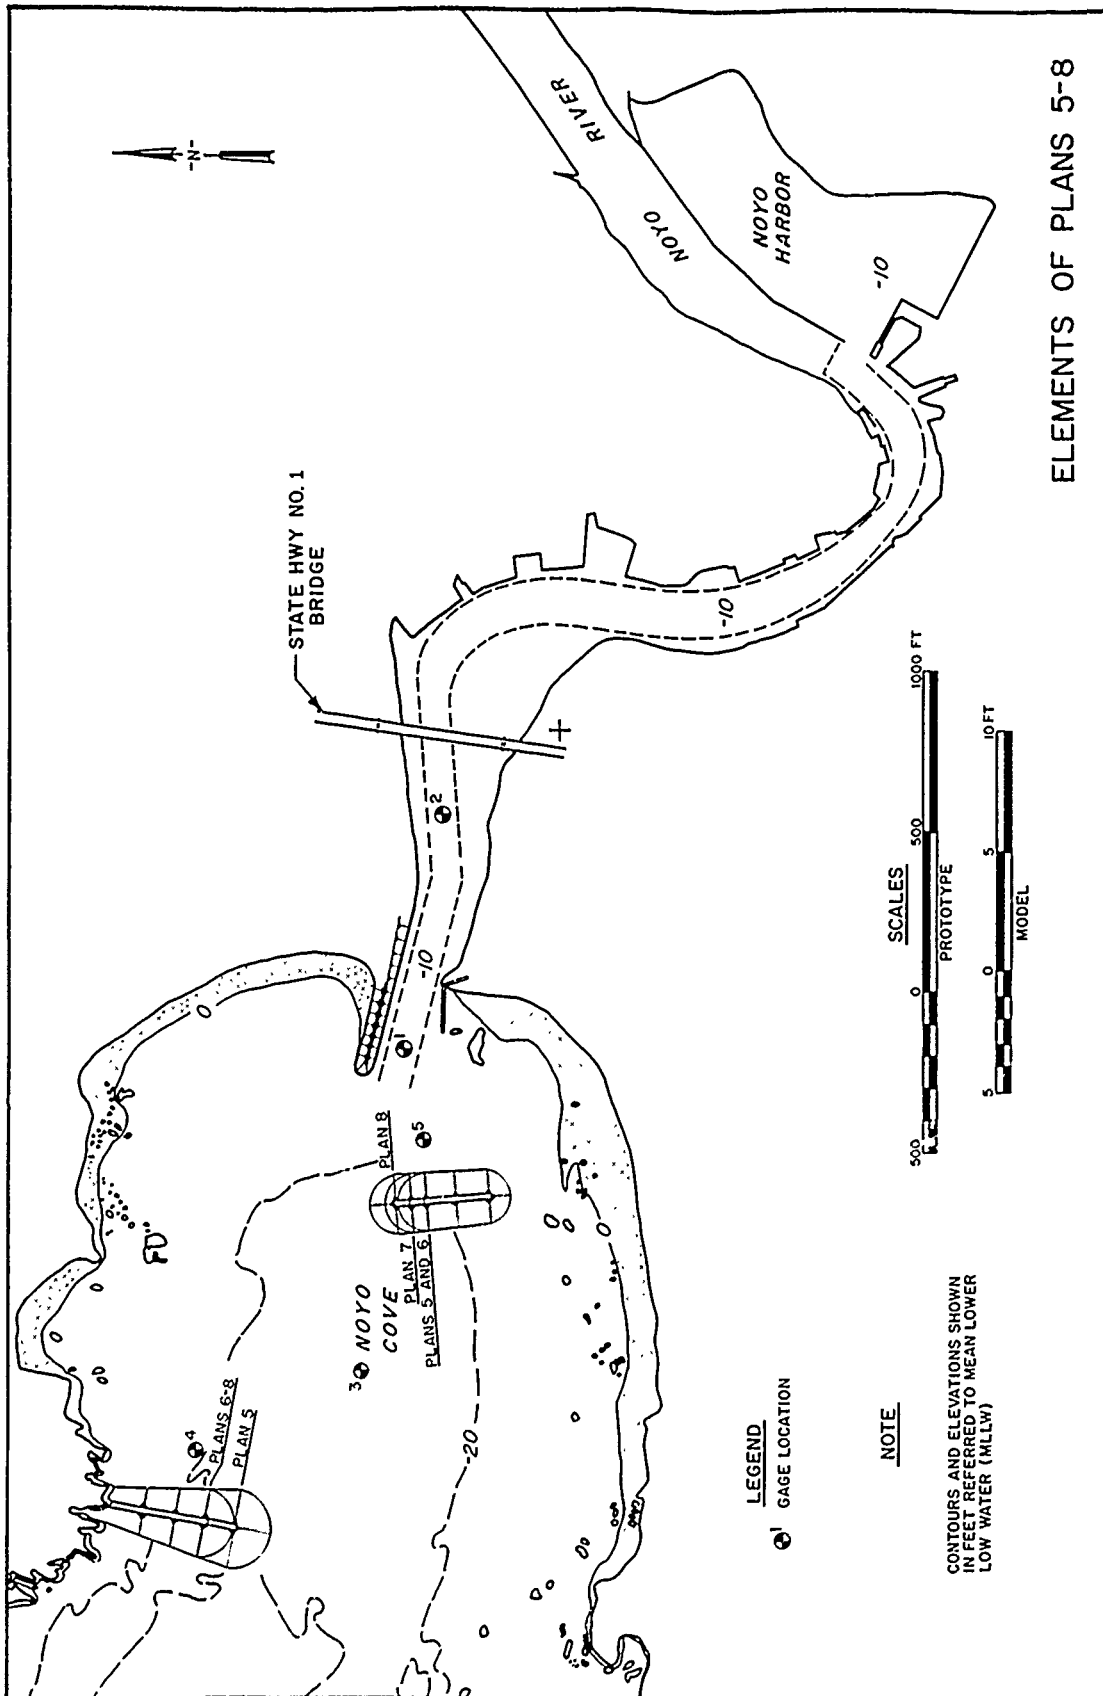 ELEMENTS OF PLANS 5-8
-N-
NOYO
RIVER
NOYO
HARBOR
-10
STATE HWY NO. 1
BRIDGE
-10
2
-10
1
0
5
PLAN 8
PLAN 7
PLANS 5 AND 6
3
NOYO
COVE
4
PLANS 6-8
PLAN 5
-20
0
LEGEND
1
GAGE LOCATION
NOTE
CONTOURS AND ELEVATIONS SHOWN
IN FEET REFERRED TO MEAN LOWER
LOW WATER (MLLW)
SCALES
500 0 500 1000 FT
PROTOTYPE
5 0 5 10 FT
MODEL